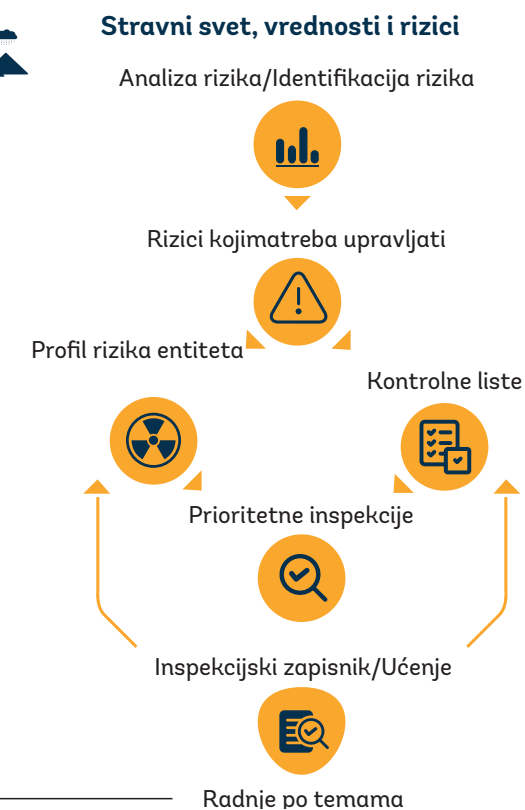 Stravni svet, vrednosti i rizici
Analiza rizika/Identifikacija rizika
Rizici kojimatreba upravljati
Profil rizika entiteta
Kontrolne liste
Prioritetne inspekcije
Inspekcijski zapisnik/Ućenje
Radnje po temama